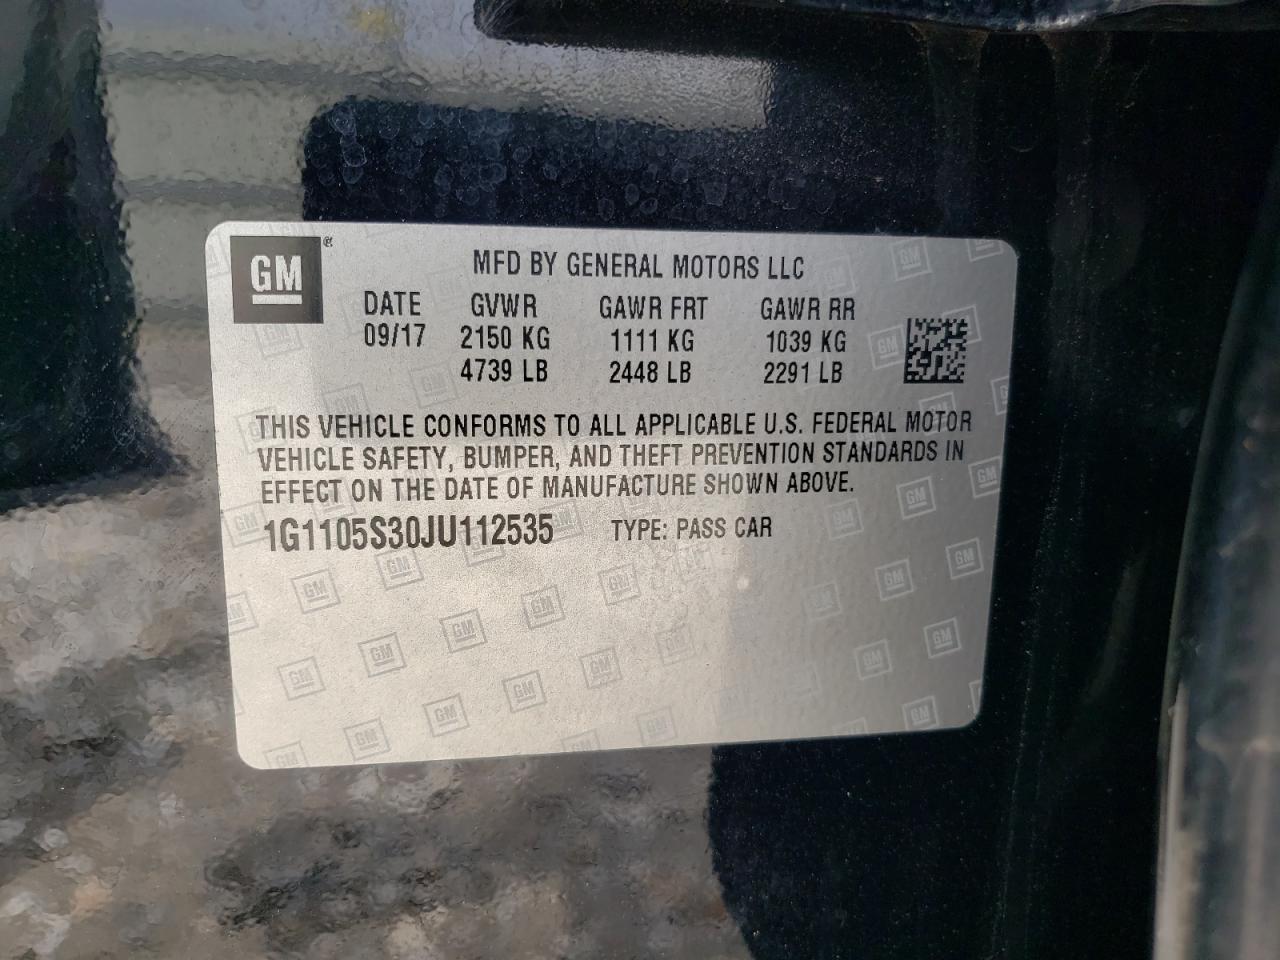 GM
MFD BY GENERAL MOTORS LLC
DATE GVWR GAWR FRT GAWR RR
09/17 2150 KG 1111 KG 1039 KG
4739 LB 2448 LB 2291 LB
THIS VEHICLE CONFORMS TO ALL APPLICABLE U.S. FEDERAL MOTOR
VEHICLE SAFETY, BUMPER, AND THEFT PREVENTION STANDARDS IN
EFFECT ON THE DATE OF MANUFACTURE SHOWN ABOVE.
1G1105S30JU112535 TYPE: PASS CAR